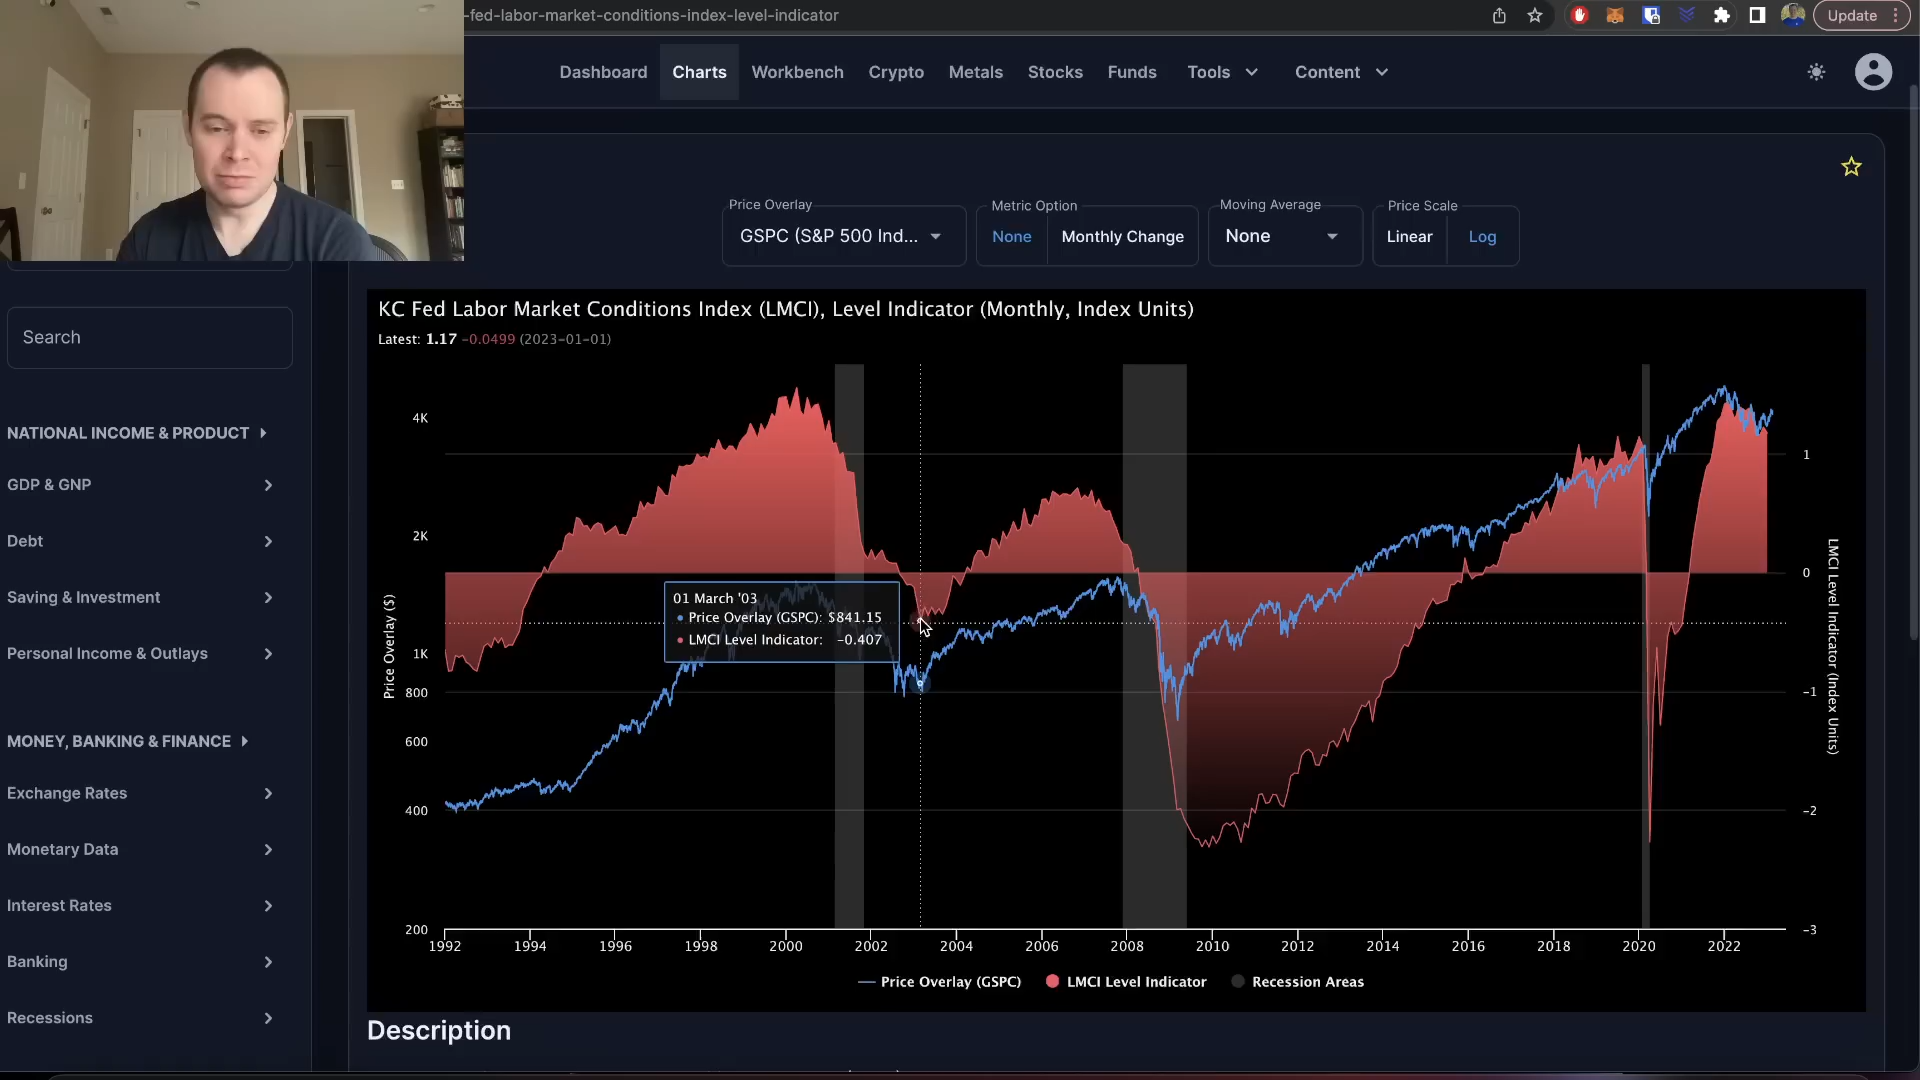 -fed-labor-market-conditions-index-level-indicator
Update
Dashboard
Charts
Workbench
Crypto
Metals
Stocks
Funds
Tools
Content
Price Overlay
GSPC (S&P 500 Ind...
Metric Option
None
Monthly Change
Moving Average
None
Price Scale
Linear
Log
Search
NATIONAL INCOME & PRODUCT
GDP & GNP
Debt
Saving & Investment
Personal Income & Outlays
MONEY, BANKING & FINANCE
Exchange Rates
Monetary Data
Interest Rates
Banking
Recessions
KC Fed Labor Market Conditions Index (LMCI), Level Indicator (Monthly, Index Units)
Latest: 1.17 -0.0499 (2023-01-01)
4K
2K
1K
800
600
400
200
Price Overlay ($)
1
0
-1
-2
-3
LMCI Level Indicator (Index Units)
01 March '03
Price Overlay (GSPC): $841.15
LMCI Level Indicator: -0.407
1992 1994 1996 1998 2000 2002 2004 2006 2008 2010 2012 2014 2016 2018 2020 2022
Price Overlay (GSPC)
LMCI Level Indicator
Recession Areas
Description